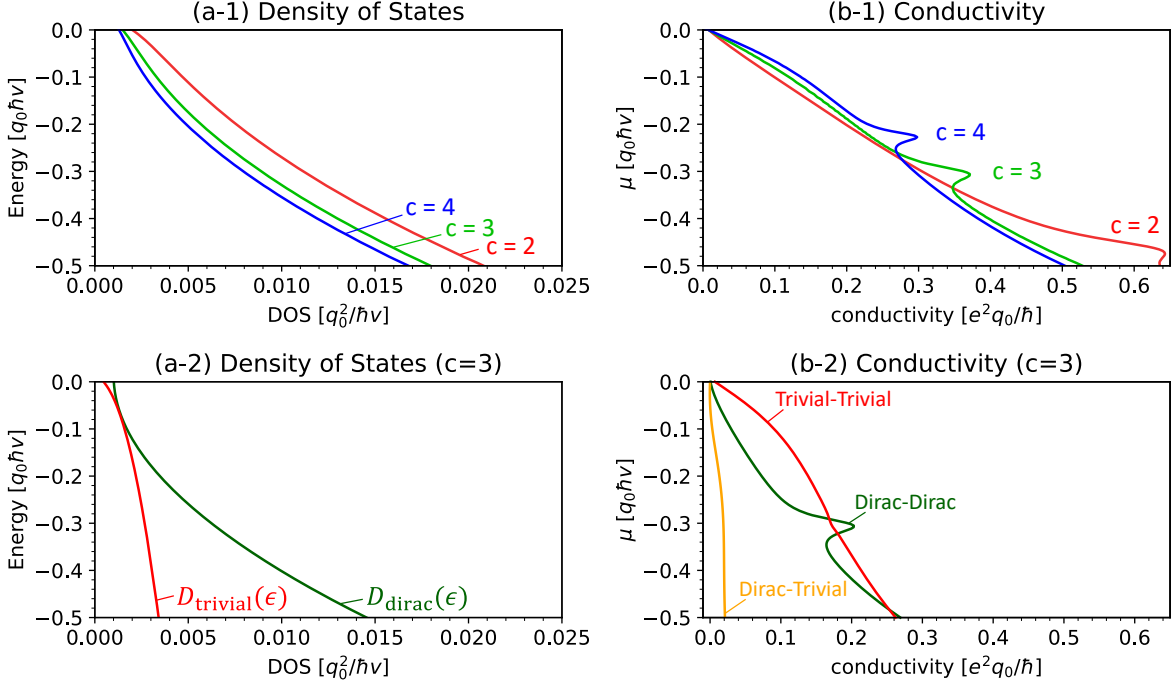 (a-1) Density of States
Energy [q₀ħv]
0.0
−0.1
−0.2
−0.3
−0.4
−0.5
c = 4
c = 3
c = 2
0.000
0.005
0.010
0.015
0.020
0.025
DOS [q₀²/ħv]
(b-1) Conductivity
μ [q₀ħv]
0.0
−0.1
−0.2
−0.3
−0.4
−0.5
c = 4
c = 3
c = 2
0.0
0.1
0.2
0.3
0.4
0.5
0.6
conductivity [e²q₀/ħ]
(a-2) Density of States (c=3)
Energy [q₀ħv]
0.0
−0.1
−0.2
−0.3
−0.4
−0.5
D_trivial(ϵ)
D_dirac(ϵ)
0.000
0.005
0.010
0.015
0.020
0.025
DOS [q₀²/ħv]
(b-2) Conductivity (c=3)
μ [q₀ħv]
0.0
−0.1
−0.2
−0.3
−0.4
−0.5
Trivial-Trivial
Dirac-Dirac
Dirac-Trivial
0.0
0.1
0.2
0.3
0.4
0.5
0.6
conductivity [e²q₀/ħ]